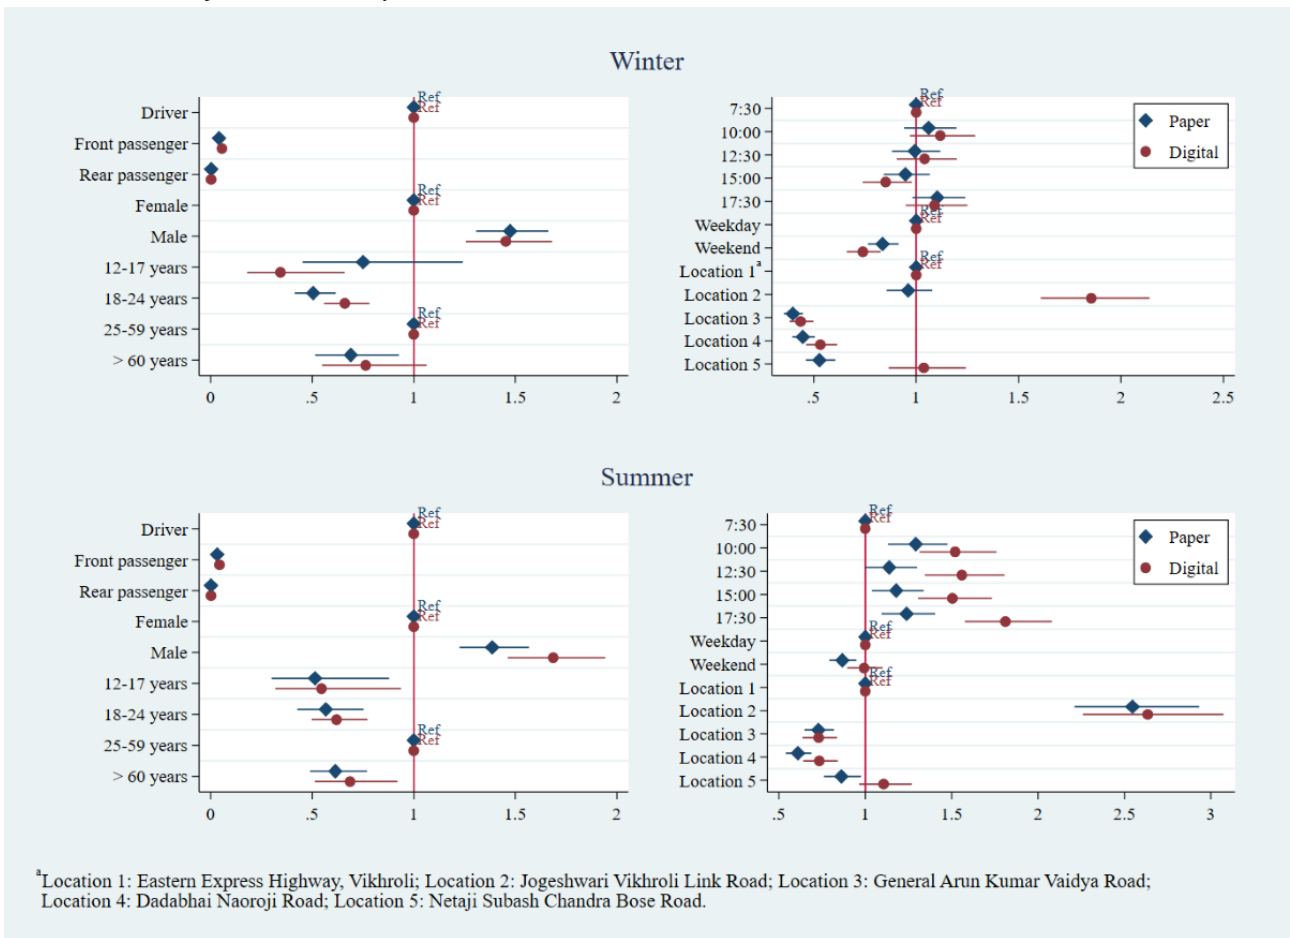 Winter
Ref
Ref
Driver
Front passenger
Rear passenger
Ref
Ref
Female
Male
12-17 years
18-24 years
Ref
Ref
25-59 years
> 60 years
0 .5 1 1.5 2
Ref
Ref
7:30
10:00
12:30
15:00
17:30
Ref
Ref
Weekday
Weekend
Ref
Ref
Location 1a
Location 2
Location 3
Location 4
Location 5
.5 1 1.5 2 2.5
Paper
Digital
Summer
Ref
Ref
Driver
Front passenger
Rear passenger
Ref
Ref
Female
Male
12-17 years
18-24 years
Ref
Ref
25-59 years
> 60 years
0 .5 1 1.5 2
Ref
Ref
7:30
10:00
12:30
15:00
17:30
Ref
Ref
Weekday
Weekend
Ref
Ref
Location 1
Location 2
Location 3
Location 4
Location 5
.5 1 1.5 2 2.5 3
Paper
Digital
aLocation 1: Eastern Express Highway, Vikhroli; Location 2: Jogeshwari Vikhroli Link Road; Location 3: General Arun Kumar Vaidya Road;
Location 4: Dadabhai Naoroji Road; Location 5: Netaji Subash Chandra Bose Road.